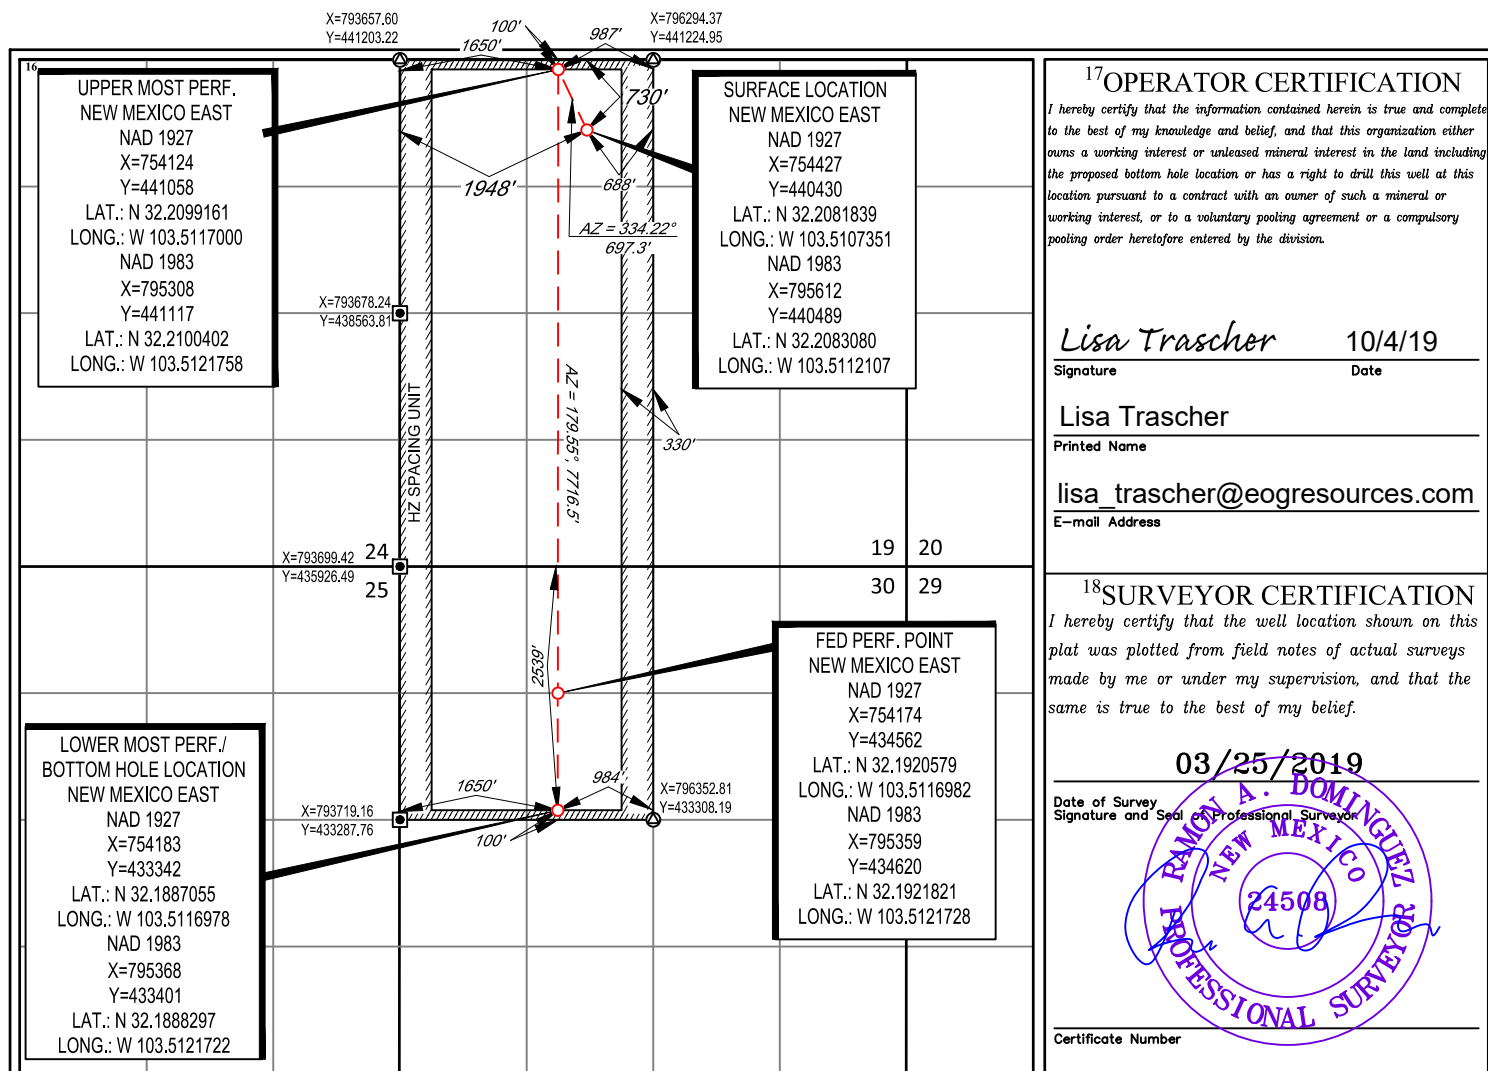 X=793657.60
Y=441203.22
100'
1650'
987'
X=796294.37
Y=441224.95
16
UPPER MOST PERF.
NEW MEXICO EAST
NAD 1927
X=754124
Y=441058
LAT.: N 32.2099161
LONG.: W 103.5117000
NAD 1983
X=795308
Y=441117
LAT.: N 32.2100402
LONG.: W 103.5121758
730'
1948'
688'
AZ = 334.22°
697.3'
SURFACE LOCATION
NEW MEXICO EAST
NAD 1927
X=754427
Y=440430
LAT.: N 32.2081839
LONG.: W 103.5107351
NAD 1983
X=795612
Y=440489
LAT.: N 32.2083080
LONG.: W 103.5112107
X=793678.24
Y=438563.81
HZ SPACING UNIT
AZ = 179.55°, 7716.5'
330'
X=793699.42
Y=435926.49
24
25
19 20
30 29
2539'
FED PERF. POINT
NEW MEXICO EAST
NAD 1927
X=754174
Y=434562
LAT.: N 32.1920579
LONG.: W 103.5116982
NAD 1983
X=795359
Y=434620
LAT.: N 32.1921821
LONG.: W 103.5121728
LOWER MOST PERF./
BOTTOM HOLE LOCATION
NEW MEXICO EAST
NAD 1927
X=754183
Y=433342
LAT.: N 32.1887055
LONG.: W 103.5116978
NAD 1983
X=795368
Y=433401
LAT.: N 32.1888297
LONG.: W 103.5121722
X=793719.16
Y=433287.76
1650'
984'
100'
X=796352.81
Y=433308.19
17 OPERATOR CERTIFICATION
I hereby certify that the information contained herein is true and complete
to the best of my knowledge and belief, and that this organization either
owns a working interest or unleased mineral interest in the land including
the proposed bottom hole location or has a right to drill this well at this
location pursuant to a contract with an owner of such a mineral or
working interest, or to a voluntary pooling agreement or a compulsory
pooling order heretofore entered by the division.
Lisa Trascher 10/4/19
Signature Date
Lisa Trascher
Printed Name
lisa_trascher@eogresources.com
E-mail Address
18 SURVEYOR CERTIFICATION
I hereby certify that the well location shown on this
plat was plotted from field notes of actual surveys
made by me or under my supervision, and that the
same is true to the best of my belief.
03/25/2019
Date of Survey
Signature and Seal of Professional Surveyor
RAMON A. DOMINGUEZ
NEW MEXICO
24508
PROFESSIONAL SURVEYOR
Certificate Number